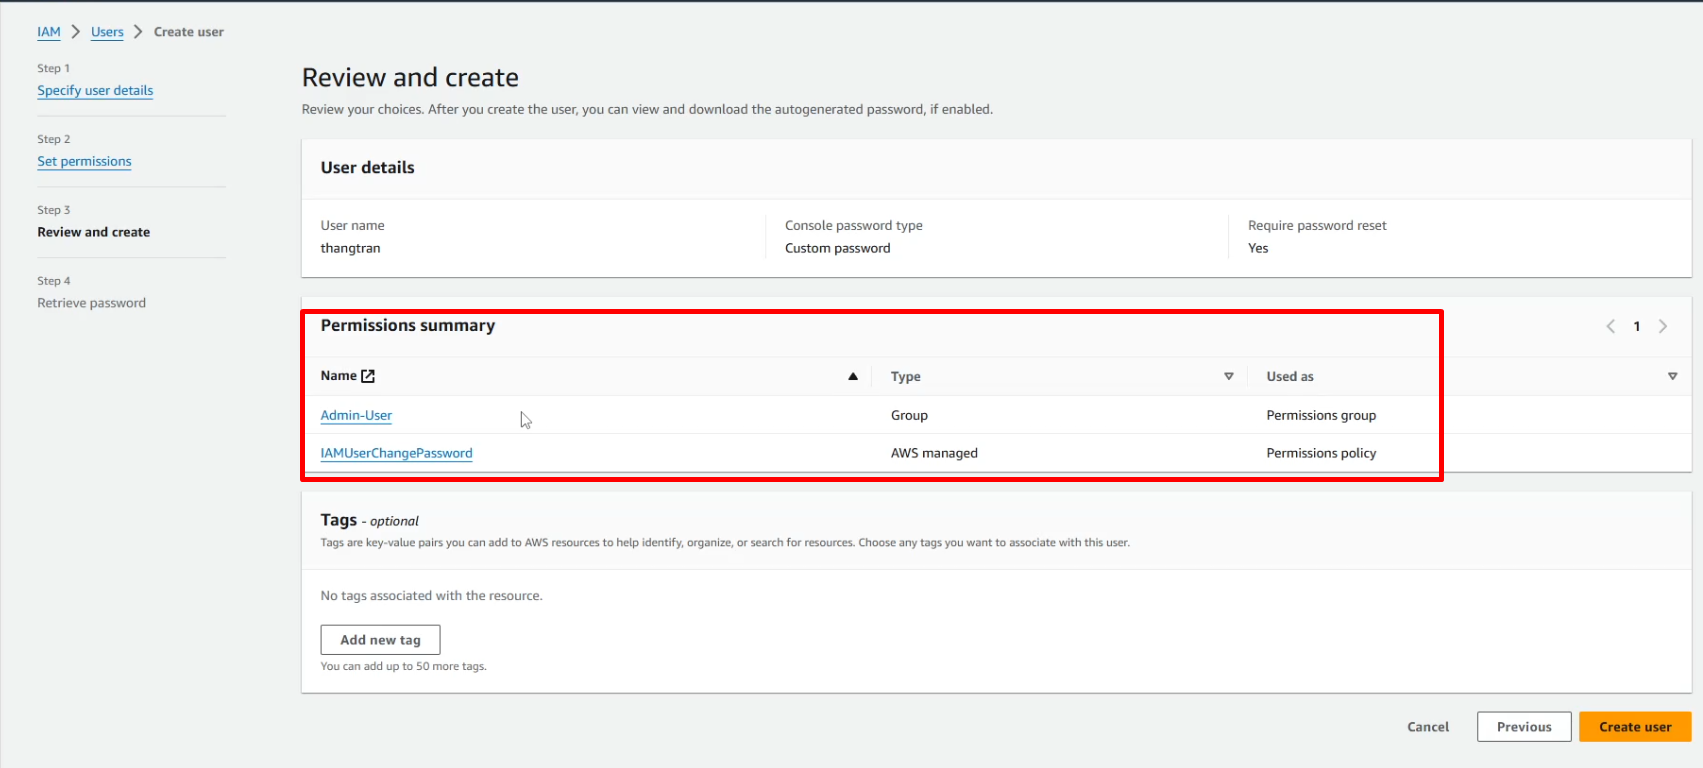 IAM > Users > Create user
Step 1
Specify user details
Step 2
Set permissions
Step 3
Review and create
Step 4
Retrieve password
Review and create
Review your choices. After you create the user, you can view and download the autogenerated password, if enabled.
User details
User name Console password type Require password reset
thangtran Custom password Yes
Permissions summary 1
Name Type Used as
Admin-User Group Permissions group
IAMUserChangePassword AWS managed Permissions policy
Tags - optional
Tags are key-value pairs you can add to AWS resources to help identify, organize, or search for resources. Choose any tags you want to associate with this user.
No tags associated with the resource.
Add new tag
You can add up to 50 more tags.
Cancel Previous Create user